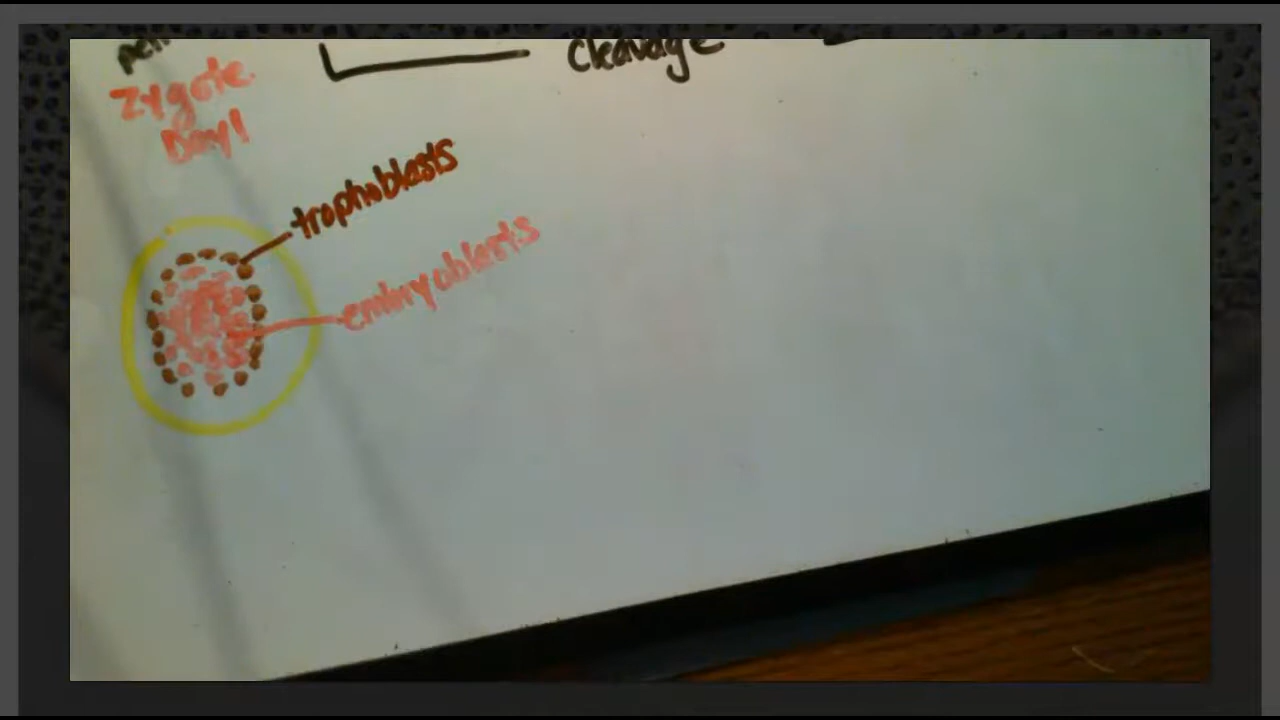 cleavage
zygote
Day 1
trophoblasts
embryoblasts